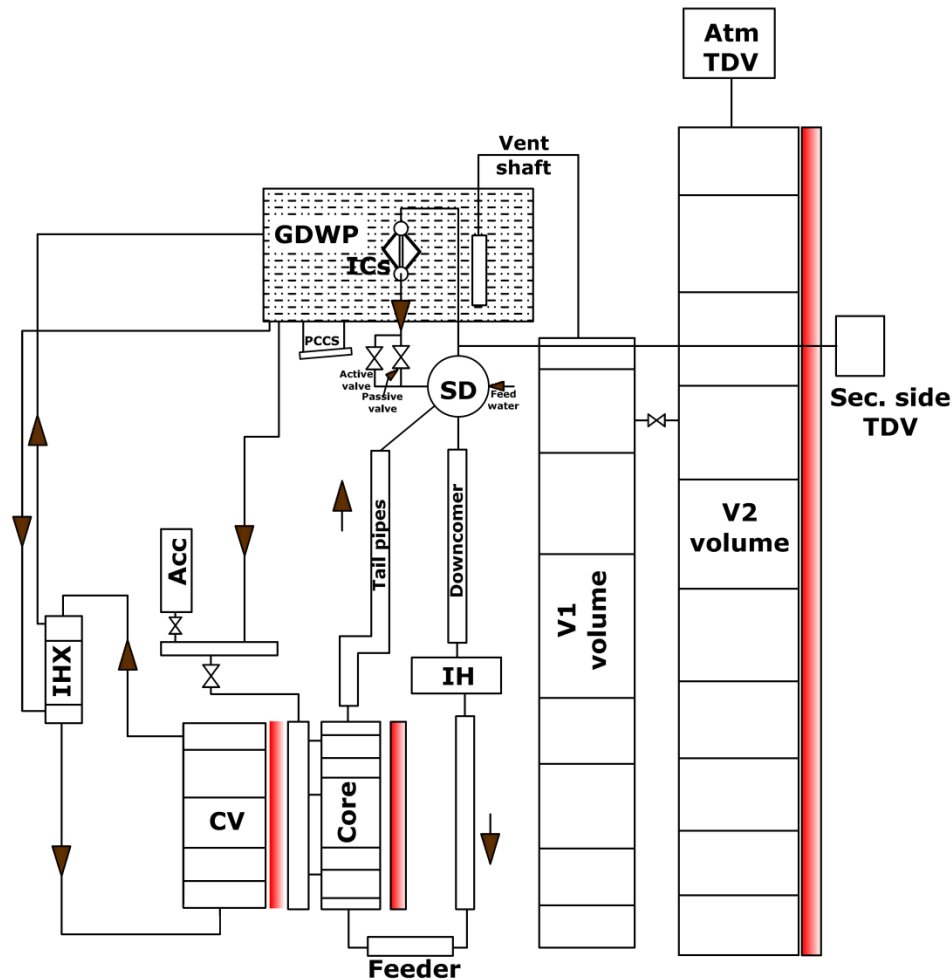 Atm
TDV
Vent
shaft
GDWP
ICs
PCCS
Active
valve
Passive
valve
SD
Feed
water
Sec. side
TDV
Tail pipes
Downcomer
V2
volume
Acc
V1
volume
IHX
IH
CV
Core
Feeder